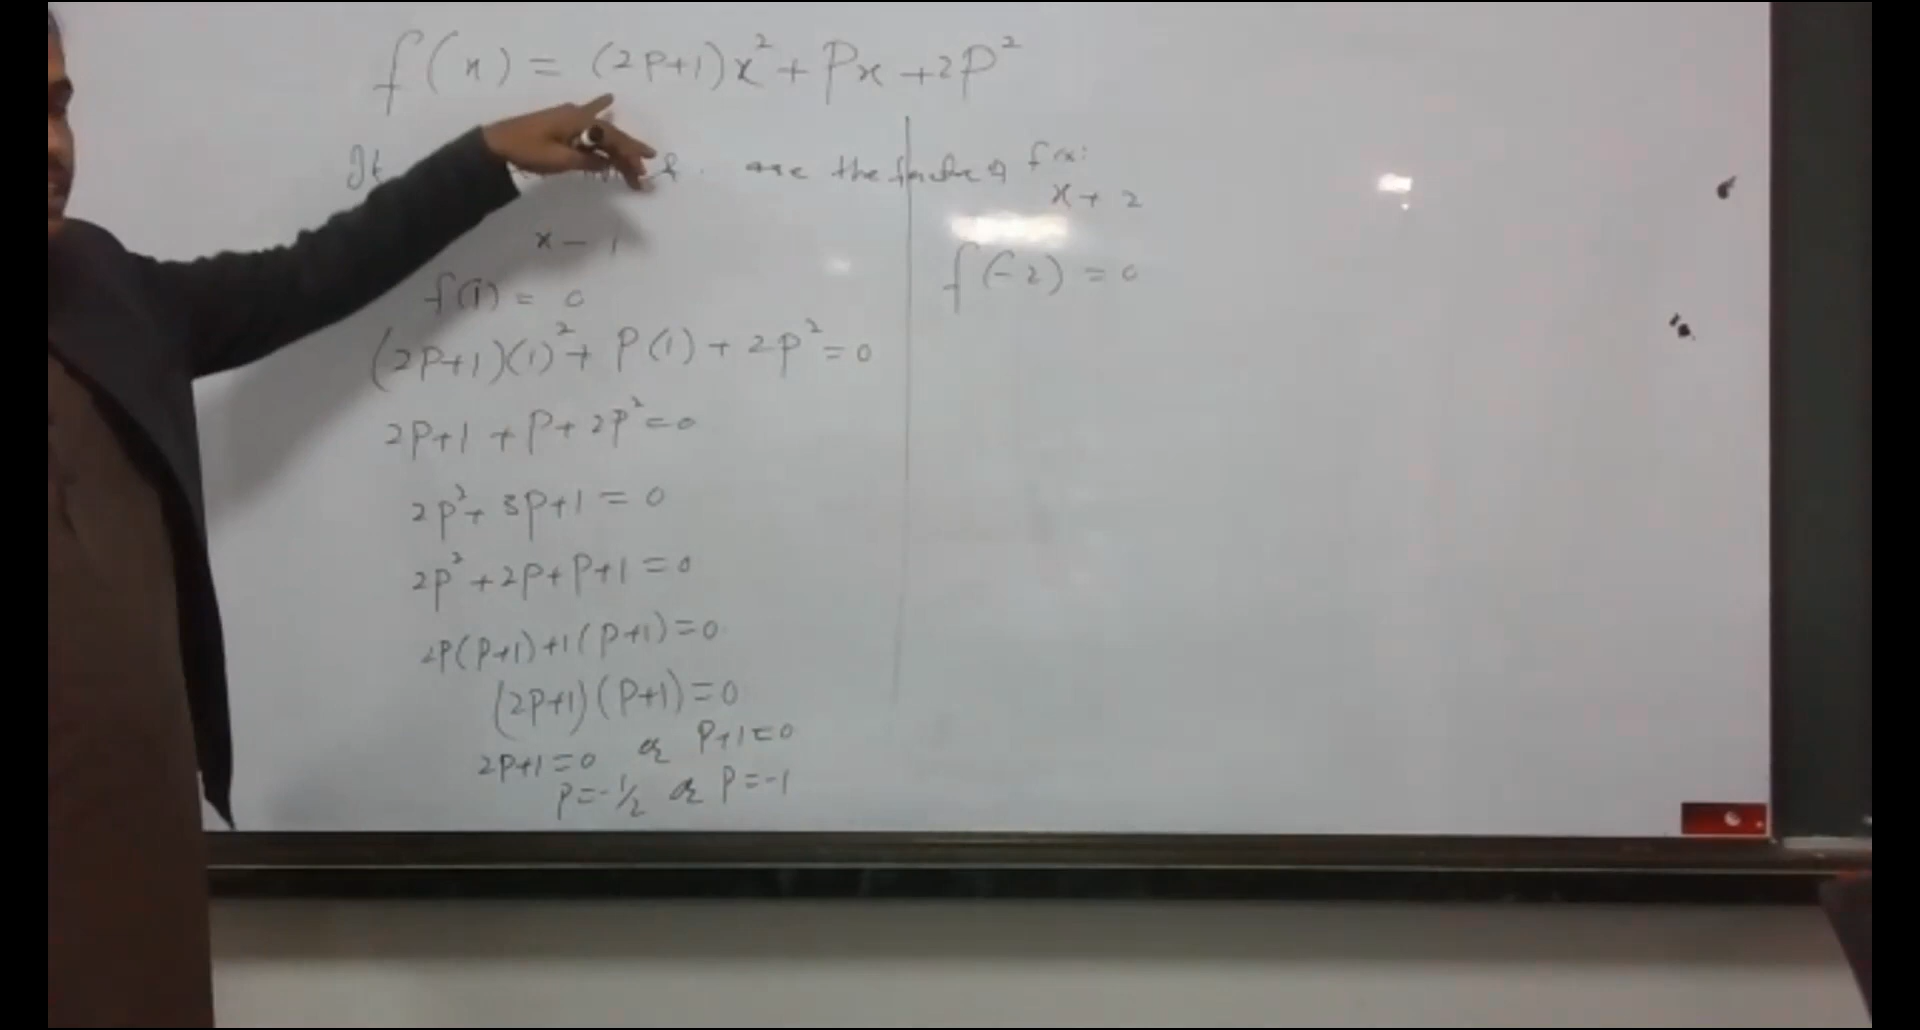 f(x) = (2P+1)x² + Px + 2P²
It are the of f(x):
x - 1
f(1) = 0
(2P+1)(1)² + P(1) + 2P² = 0
2P+1 + P + 2P² = 0
2P² + 3P + 1 = 0
2P² + 2P + P + 1 = 0
2P(P+1) + 1(P+1) = 0
(2P+1)(P+1) = 0
2P+1 = 0 or P+1 = 0
P = -1/2 or P = -1
x + 2
f(-2) = 0